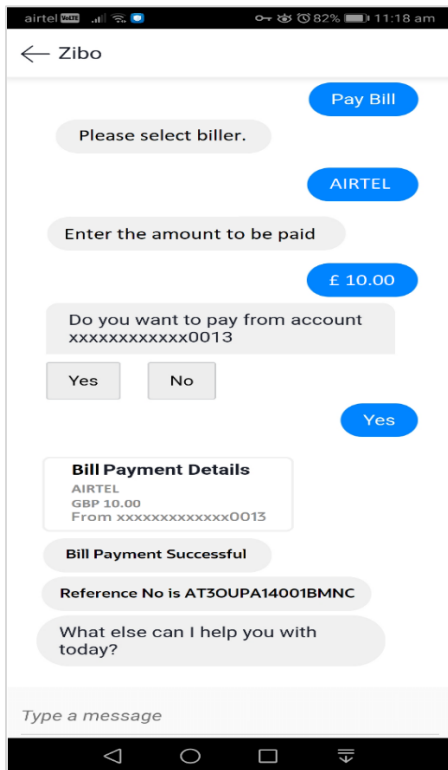 airtel VoLTE 82% 11:18 am
Zibo
Pay Bill
Please select biller.
AIRTEL
Enter the amount to be paid
£ 10.00
Do you want to pay from account
xxxxxxxxxxxx0013
Yes No
Yes
Bill Payment Details
AIRTEL
GBP 10.00
From xxxxxxxxxxxxx0013
Bill Payment Successful
Reference No is AT3OUPA14001BMNC
What else can I help you with
today?
Type a message